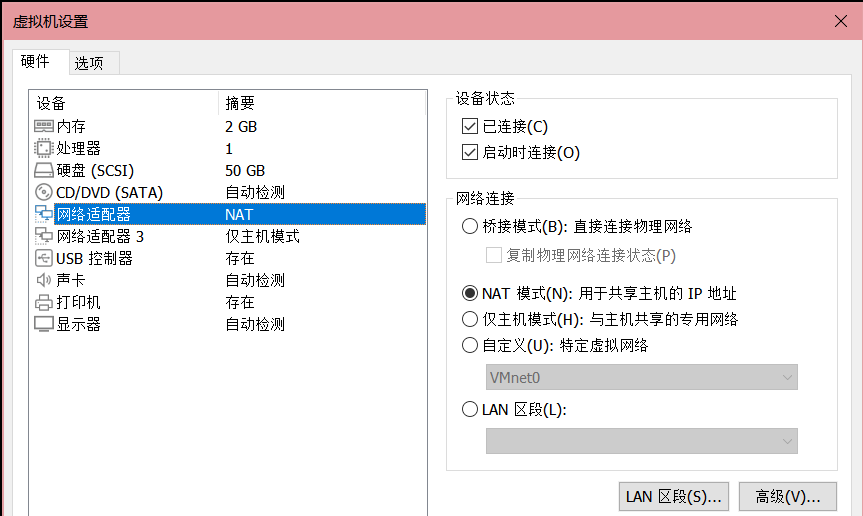 虚拟机设置
硬件 选项
设备 摘要
内存 2 GB
处理器 1
硬盘 (SCSI) 50 GB
CD/DVD (SATA) 自动检测
网络适配器 NAT
网络适配器 3 仅主机模式
USB 控制器 存在
声卡 自动检测
打印机 存在
显示器 自动检测
设备状态
已连接(C)
启动时连接(O)
网络连接
桥接模式(B): 直接连接物理网络
复制物理网络连接状态(P)
NAT 模式(N): 用于共享主机的 IP 地址
仅主机模式(H): 与主机共享的专用网络
自定义(U): 特定虚拟网络
VMnet0
LAN 区段(L):
LAN 区段(S)... 高级(V)...